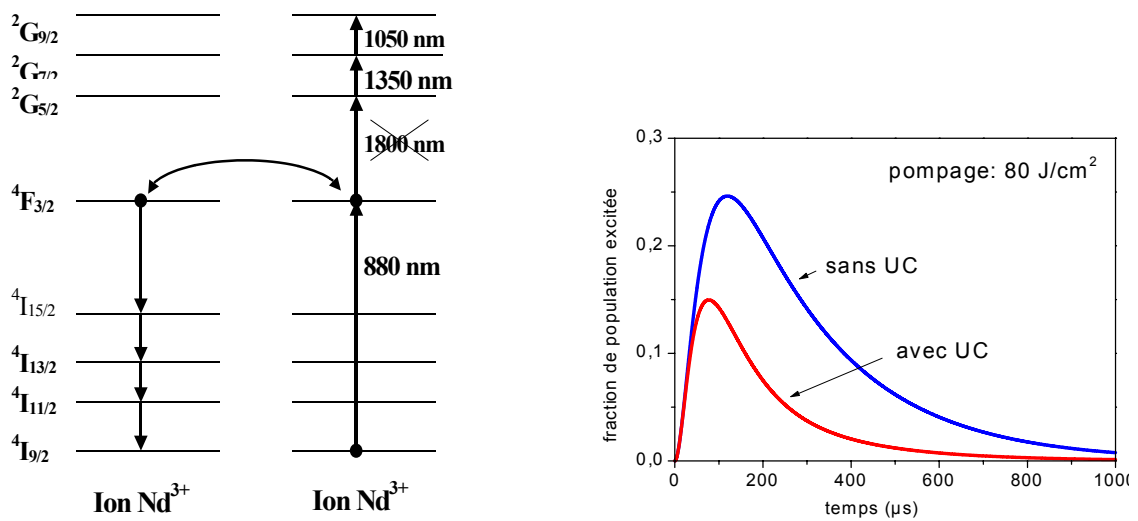 ²G₉/₂
1050 nm
²G₇/₂
1350 nm
²G₅/₂
1800 nm
⁴F₃/₂
880 nm
⁴I₁₅/₂
⁴I₁₃/₂
⁴I₁₁/₂
⁴I₉/₂
Ion Nd³⁺
Ion Nd³⁺
0,3
0,2
0,1
0,0
fraction de population excitée
pompage: 80 J/cm²
sans UC
avec UC
0
200
400
600
800
1000
temps (µs)